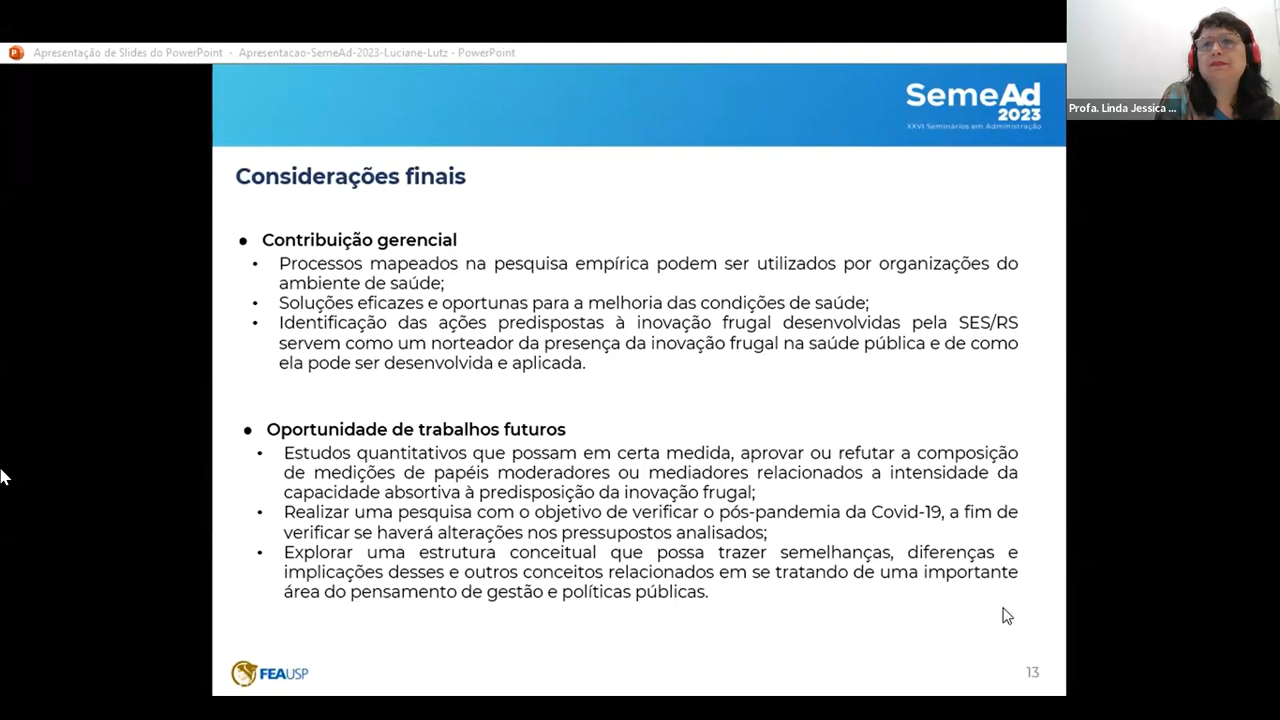 Apresentação de Slides do PowerPoint - Apresentacao-SemeAd-2023-Luciane-Lutz - PowerPoint
Profa. Linda Jessica ...
SemeAd
2023
XXVI Seminários em Administração
Considerações finais
● Contribuição gerencial
• Processos mapeados na pesquisa empírica podem ser utilizados por organizações do
ambiente de saúde;
• Soluções eficazes e oportunas para a melhoria das condições de saúde;
• Identificação das ações predispostas à inovação frugal desenvolvidas pela SES/RS
servem como um norteador da presença da inovação frugal na saúde pública e de como
ela pode ser desenvolvida e aplicada.
● Oportunidade de trabalhos futuros
• Estudos quantitativos que possam em certa medida, aprovar ou refutar a composição
de medições de papéis moderadores ou mediadores relacionados a intensidade da
capacidade absortiva à predisposição da inovação frugal;
• Realizar uma pesquisa com o objetivo de verificar o pós-pandemia da Covid-19, a fim de
verificar se haverá alterações nos pressupostos analisados;
• Explorar uma estrutura conceitual que possa trazer semelhanças, diferenças e
implicações desses e outros conceitos relacionados em se tratando de uma importante
área do pensamento de gestão e políticas públicas.
FEAUSP
13